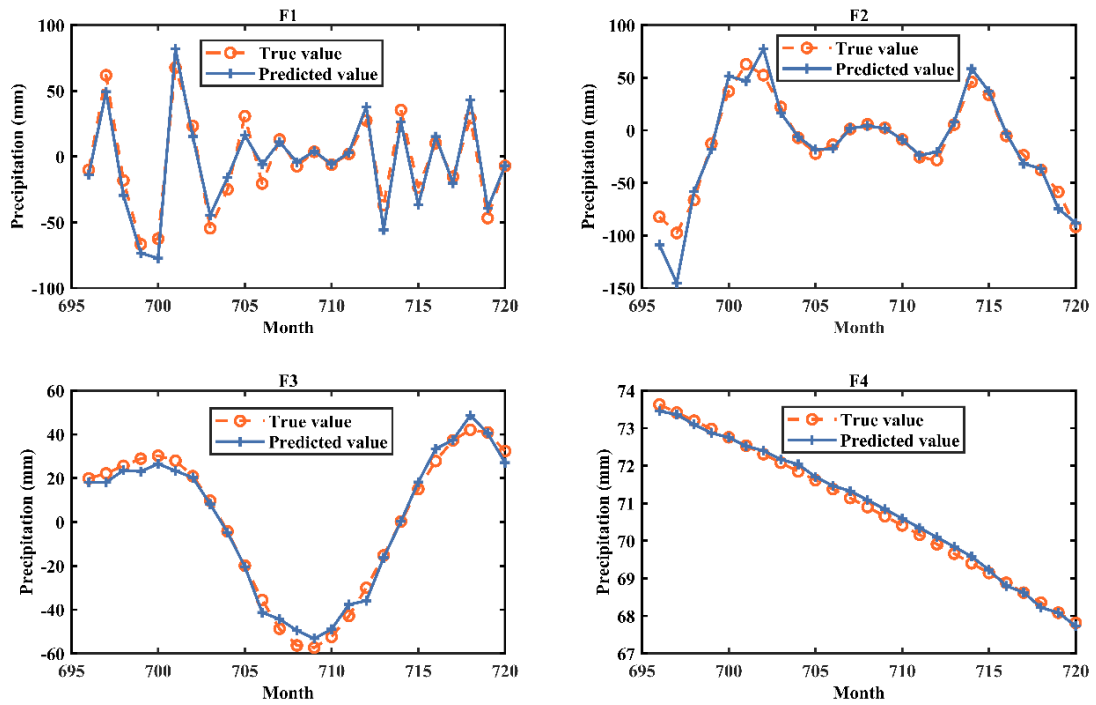 F1
100
50
0
-50
-100
Precipitation (mm)
True value
Predicted value
695 700 705 710 715 720
Month
F2
100
50
0
-50
-100
-150
Precipitation (mm)
True value
Predicted value
695 700 705 710 715 720
Month
F3
60
40
20
0
-20
-40
-60
Precipitation (mm)
True value
Predicted value
695 700 705 710 715 720
Month
F4
74
73
72
71
70
69
68
67
Precipitation (mm)
True value
Predicted value
695 700 705 710 715 720
Month